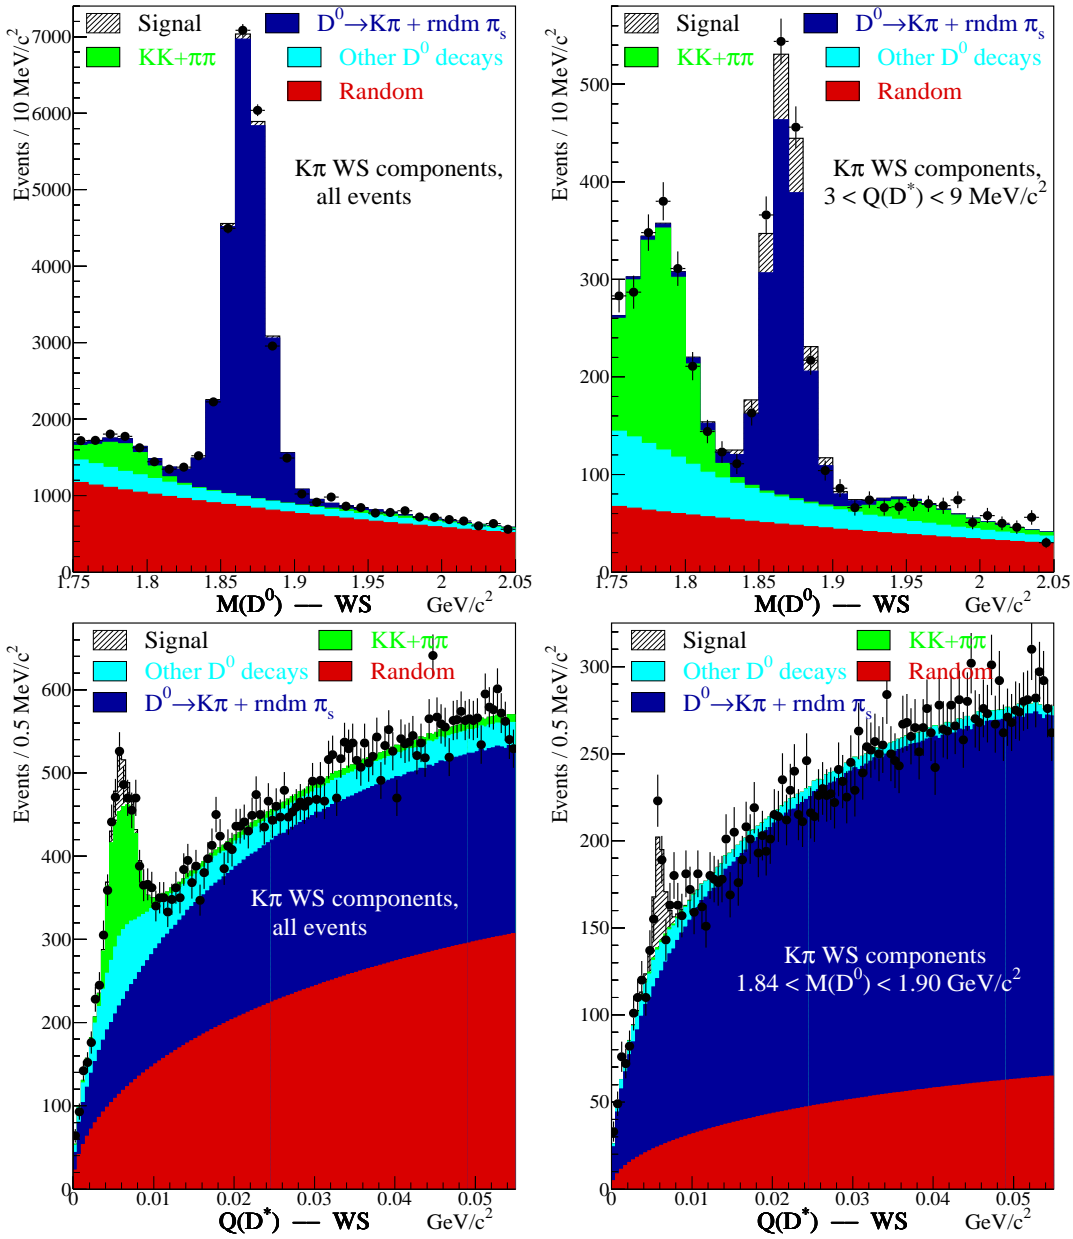 Signal
D⁰→Kπ + rndm πₛ
KK+ππ
Other D⁰ decays
Random
Kπ WS components,
all events
Events / 10 MeV/c²
7000
6000
5000
4000
3000
2000
1000
0
1.75 1.8 1.85 1.9 1.95 2 2.05
M(D⁰) — WS GeV/c²
Signal
D⁰→Kπ + rndm πₛ
KK+ππ
Other D⁰ decays
Random
Kπ WS components,
3 < Q(D*) < 9 MeV/c²
Events / 10 MeV/c²
500
400
300
200
100
0
1.75 1.8 1.85 1.9 1.95 2 2.05
M(D⁰) — WS GeV/c²
Signal
KK+ππ
Other D⁰ decays
Random
D⁰→Kπ + rndm πₛ
Kπ WS components,
all events
Events / 0.5 MeV/c²
600
500
400
300
200
100
0
0 0.01 0.02 0.03 0.04 0.05
Q(D*) — WS GeV/c²
Signal
KK+ππ
Other D⁰ decays
Random
D⁰→Kπ + rndm πₛ
Kπ WS components
1.84 < M(D⁰) < 1.90 GeV/c²
Events / 0.5 MeV/c²
300
250
200
150
100
50
0
0 0.01 0.02 0.03 0.04 0.05
Q(D*) — WS GeV/c²